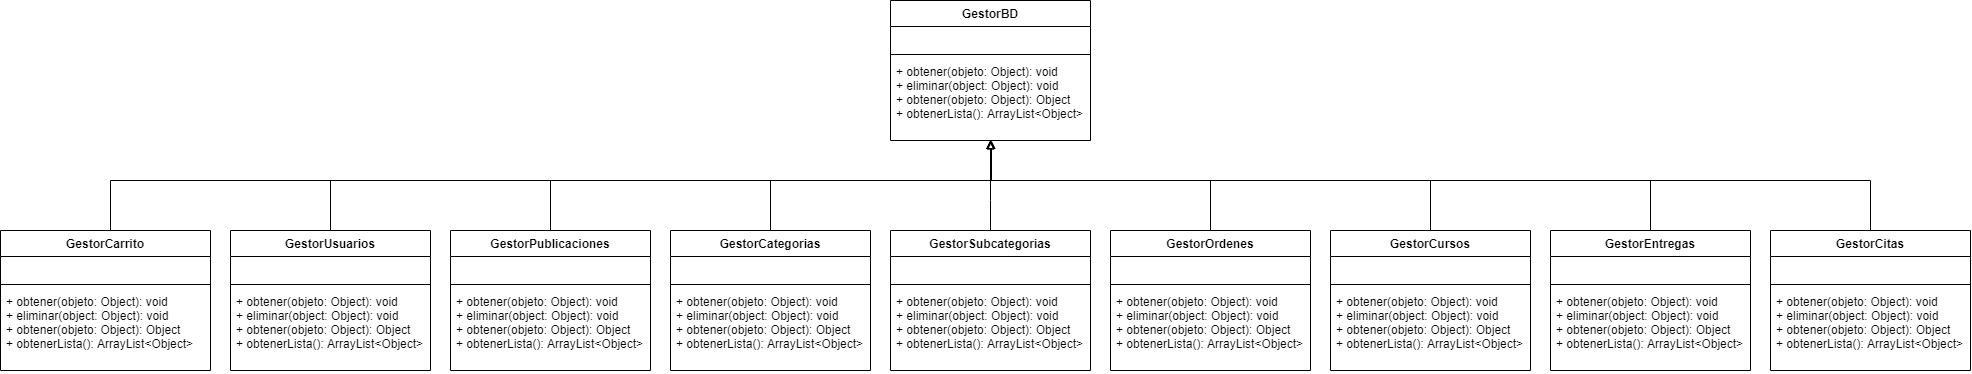 GestorBD
+ obtener(objeto: Object): void
+ eliminar(object: Object): void
+ obtener(objeto: Object): Object
+ obtenerLista(): ArrayList<Object>
GestorCarrito
+ obtener(objeto: Object): void
+ eliminar(object: Object): void
+ obtener(objeto: Object): Object
+ obtenerLista(): ArrayList<Object>
GestorUsuarios
+ obtener(objeto: Object): void
+ eliminar(object: Object): void
+ obtener(objeto: Object): Object
+ obtenerLista(): ArrayList<Object>
GestorPublicaciones
+ obtener(objeto: Object): void
+ eliminar(object: Object): void
+ obtener(objeto: Object): Object
+ obtenerLista(): ArrayList<Object>
GestorCategorias
+ obtener(objeto: Object): void
+ eliminar(object: Object): void
+ obtener(objeto: Object): Object
+ obtenerLista(): ArrayList<Object>
GestorSubcategorias
+ obtener(objeto: Object): void
+ eliminar(object: Object): void
+ obtener(objeto: Object): Object
+ obtenerLista(): ArrayList<Object>
GestorOrdenes
+ obtener(objeto: Object): void
+ eliminar(object: Object): void
+ obtener(objeto: Object): Object
+ obtenerLista(): ArrayList<Object>
GestorCursos
+ obtener(objeto: Object): void
+ eliminar(object: Object): void
+ obtener(objeto: Object): Object
+ obtenerLista(): ArrayList<Object>
GestorEntregas
+ obtener(objeto: Object): void
+ eliminar(object: Object): void
+ obtener(objeto: Object): Object
+ obtenerLista(): ArrayList<Object>
GestorCitas
+ obtener(objeto: Object): void
+ eliminar(object: Object): void
+ obtener(objeto: Object): Object
+ obtenerLista(): ArrayList<Object>